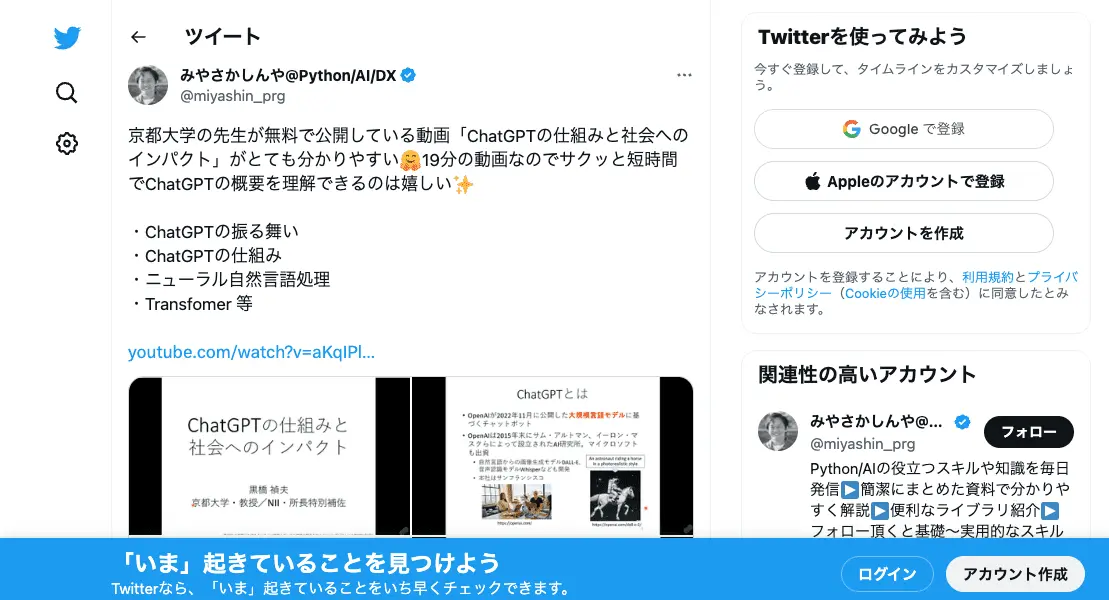 ツイート
みやさかしんや@Python/AI/DX
@miyashin_prg
京都大学の先生が無料で公開している動画「ChatGPTの仕組みと社会への
インパクト」がとても分かりやすい🤗19分の動画なのでサクッと短時間
でChatGPTの概要を理解できるのは嬉しい✨
・ChatGPTの振る舞い
・ChatGPTの仕組み
・ニューラル自然言語処理
・Transfomer 等
youtube.com/watch?v=aKqIPl...
ChatGPTの仕組みと
社会へのインパクト
黒橋 禎夫
京都大学・教授／NII・所長特別補佐
ChatGPTとは
• OpenAIが2022年11月に公開した大規模言語モデルに基
づくチャットボット
• OpenAIは2015年末にサム・アルトマン、イーロン・マ
スクらによって設立されたAI研究所。マイクロソフト
も出資
• 自然言語からの画像生成モデルDALL·E、
音声認識モデルWhisperなども開発
• 本社はサンフランシスコ
An astronaut riding a horse
in a photorealistic style
https://openai.com/
https://openai.com/dall-e-2/
Twitterを使ってみよう
今すぐ登録して、タイムラインをカスタマイズしましょ
う。
Google で登録
Appleのアカウントで登録
アカウントを作成
アカウントを登録することにより、利用規約とプライバ
シーポリシー（Cookieの使用を含む）に同意したとみ
なされます。
関連性の高いアカウント
みやさかしんや@...
@miyashin_prg
フォロー
Python/AIの役立つスキルや知識を毎日
発信▶️簡潔にまとめた資料で分かりや
すく解説▶️便利なライブラリ紹介▶️
フォロー頂くと基礎〜実用的なスキル
「いま」起きていることを見つけよう
Twitterなら、「いま」起きていることをいち早くチェックできます。
ログイン
アカウント作成